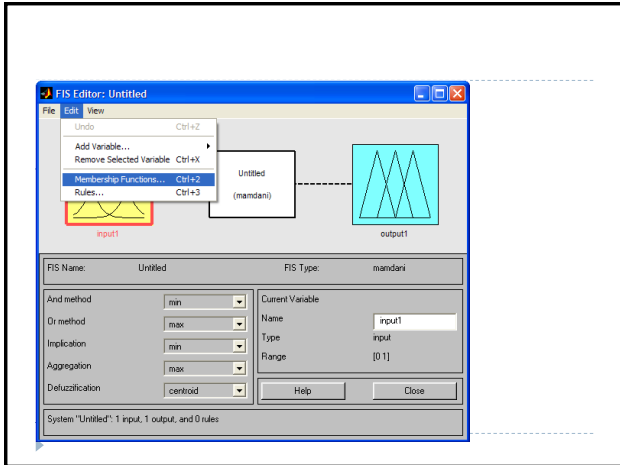 FIS Editor: Untitled
File Edit View
Undo Ctrl+Z
Add Variable...
Remove Selected Variable Ctrl+X
Membership Functions... Ctrl+2
Rules... Ctrl+3
Untitled
(mamdani)
input1
output1
FIS Name: Untitled FIS Type: mamdani
And method min
Or method max
Implication min
Aggregation max
Defuzzification centroid
Current Variable
Name input1
Type input
Range [0 1]
Help Close
System "Untitled": 1 input, 1 output, and 0 rules